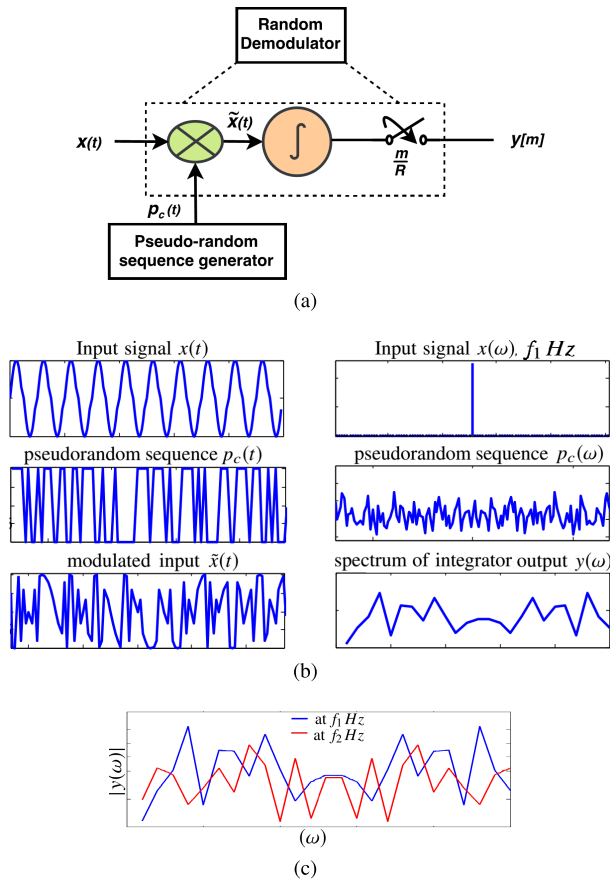 Random
Demodulator
x(t)
x̃(t)
∫
m/R
y[m]
p_c(t)
Pseudo-random
sequence generator
(a)
Input signal x(t)
Input signal x(ω), f₁ Hz
pseudorandom sequence p_c(t)
pseudorandom sequence p_c(ω)
modulated input x̃(t)
spectrum of integrator output y(ω)
(b)
at f₁ Hz
at f₂ Hz
|y(ω)|
(ω)
(c)